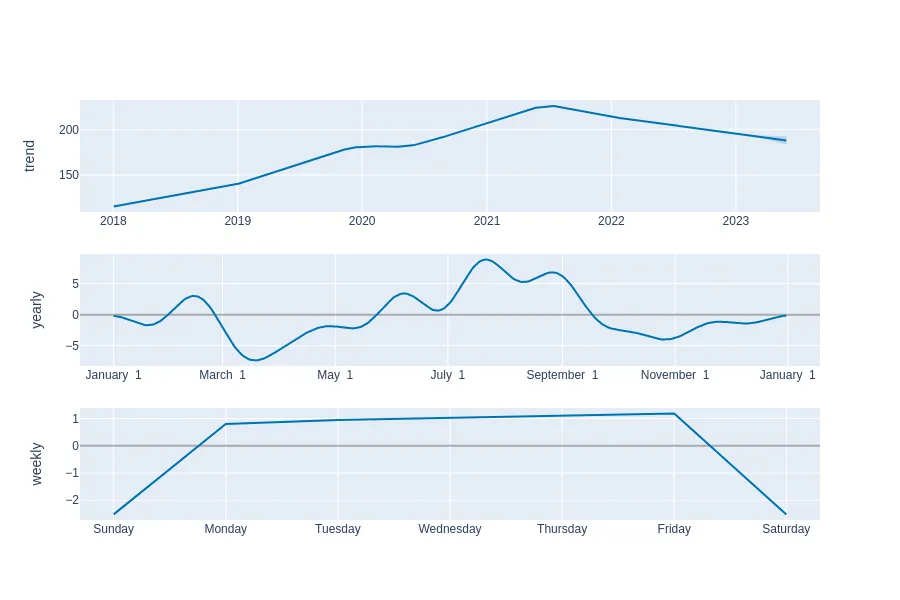 trend
200
150
2018 2019 2020 2021 2022 2023
yearly
5
0
−5
January 1 March 1 May 1 July 1 September 1 November 1 January 1
weekly
1
0
−1
−2
Sunday Monday Tuesday Wednesday Thursday Friday Saturday